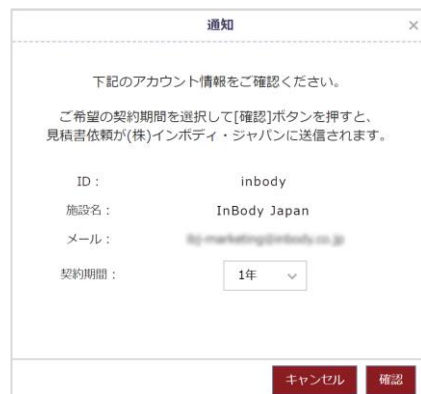 通知
下記のアカウント情報をご確認ください。
ご希望の契約期間を選択して[確認]ボタンを押すと、
見積書依頼が(株)インボディ・ジャパンに送信されます。
ID： inbody
施設名： InBody Japan
メール：
契約期間： 1年
キャンセル 確認